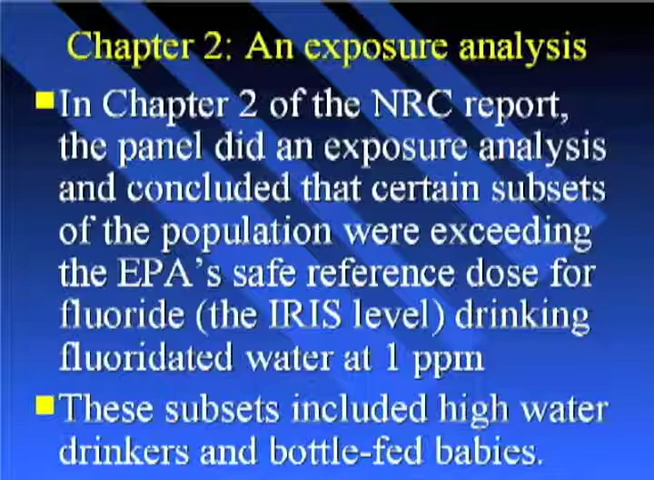 Chapter 2: An exposure analysis
In Chapter 2 of the NRC report,
the panel did an exposure analysis
and concluded that certain subsets
of the population were exceeding
the EPA's safe reference dose for
fluoride (the IRIS level) drinking
fluoridated water at 1 ppm
These subsets included high water
drinkers and bottle-fed babies.